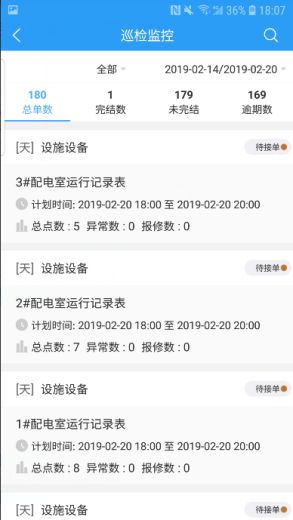 36% 18:07
巡检监控
全部 2019-02-14/2019-02-20
180 1 179 169
总单数 完结数 未完结 逾期数
[天] 设施设备 待接单
3#配电室运行记录表
计划时间: 2019-02-20 18:00 至 2019-02-20 20:00
总点数 : 5 异常数 : 0 报修数 : 0
[天] 设施设备 待接单
2#配电室运行记录表
计划时间: 2019-02-20 18:00 至 2019-02-20 20:00
总点数 : 7 异常数 : 0 报修数 : 0
[天] 设施设备 待接单
1#配电室运行记录表
计划时间: 2019-02-20 18:00 至 2019-02-20 20:00
总点数 : 8 异常数 : 0 报修数 : 0
[天] 设施设备 待接单